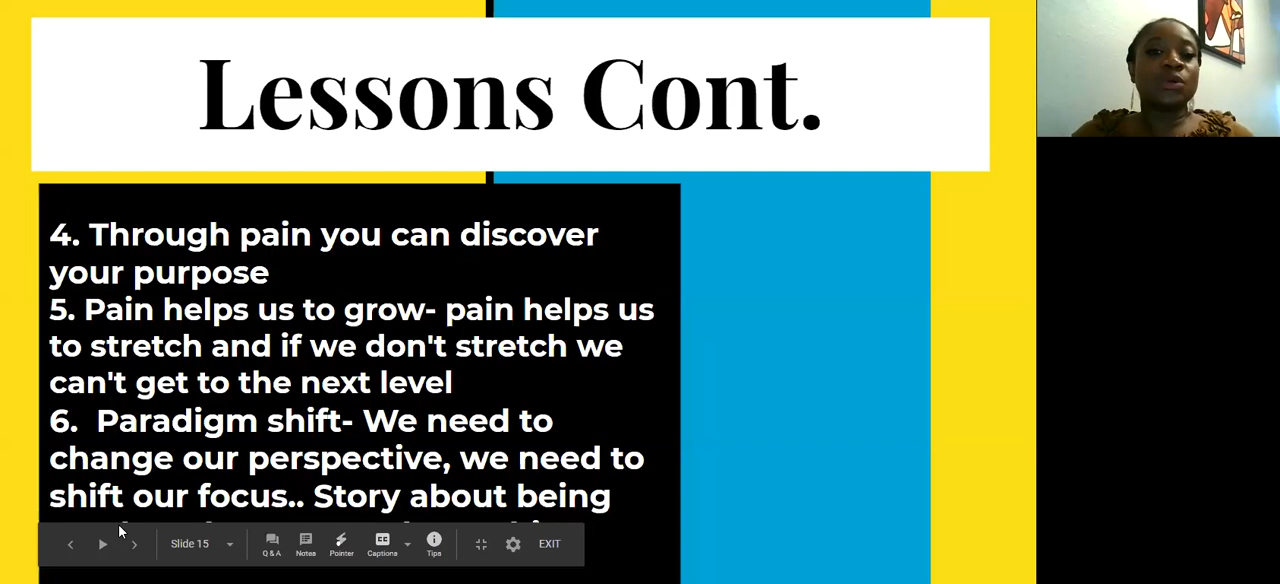 Lessons Cont.
4. Through pain you can discover
your purpose
5. Pain helps us to grow- pain helps us
to stretch and if we don't stretch we
can't get to the next level
6.  Paradigm shift- We need to
change our perspective, we need to
shift our focus.. Story about being
Slide 15
Q & A
Notes
Pointer
Captions
Tips
EXIT